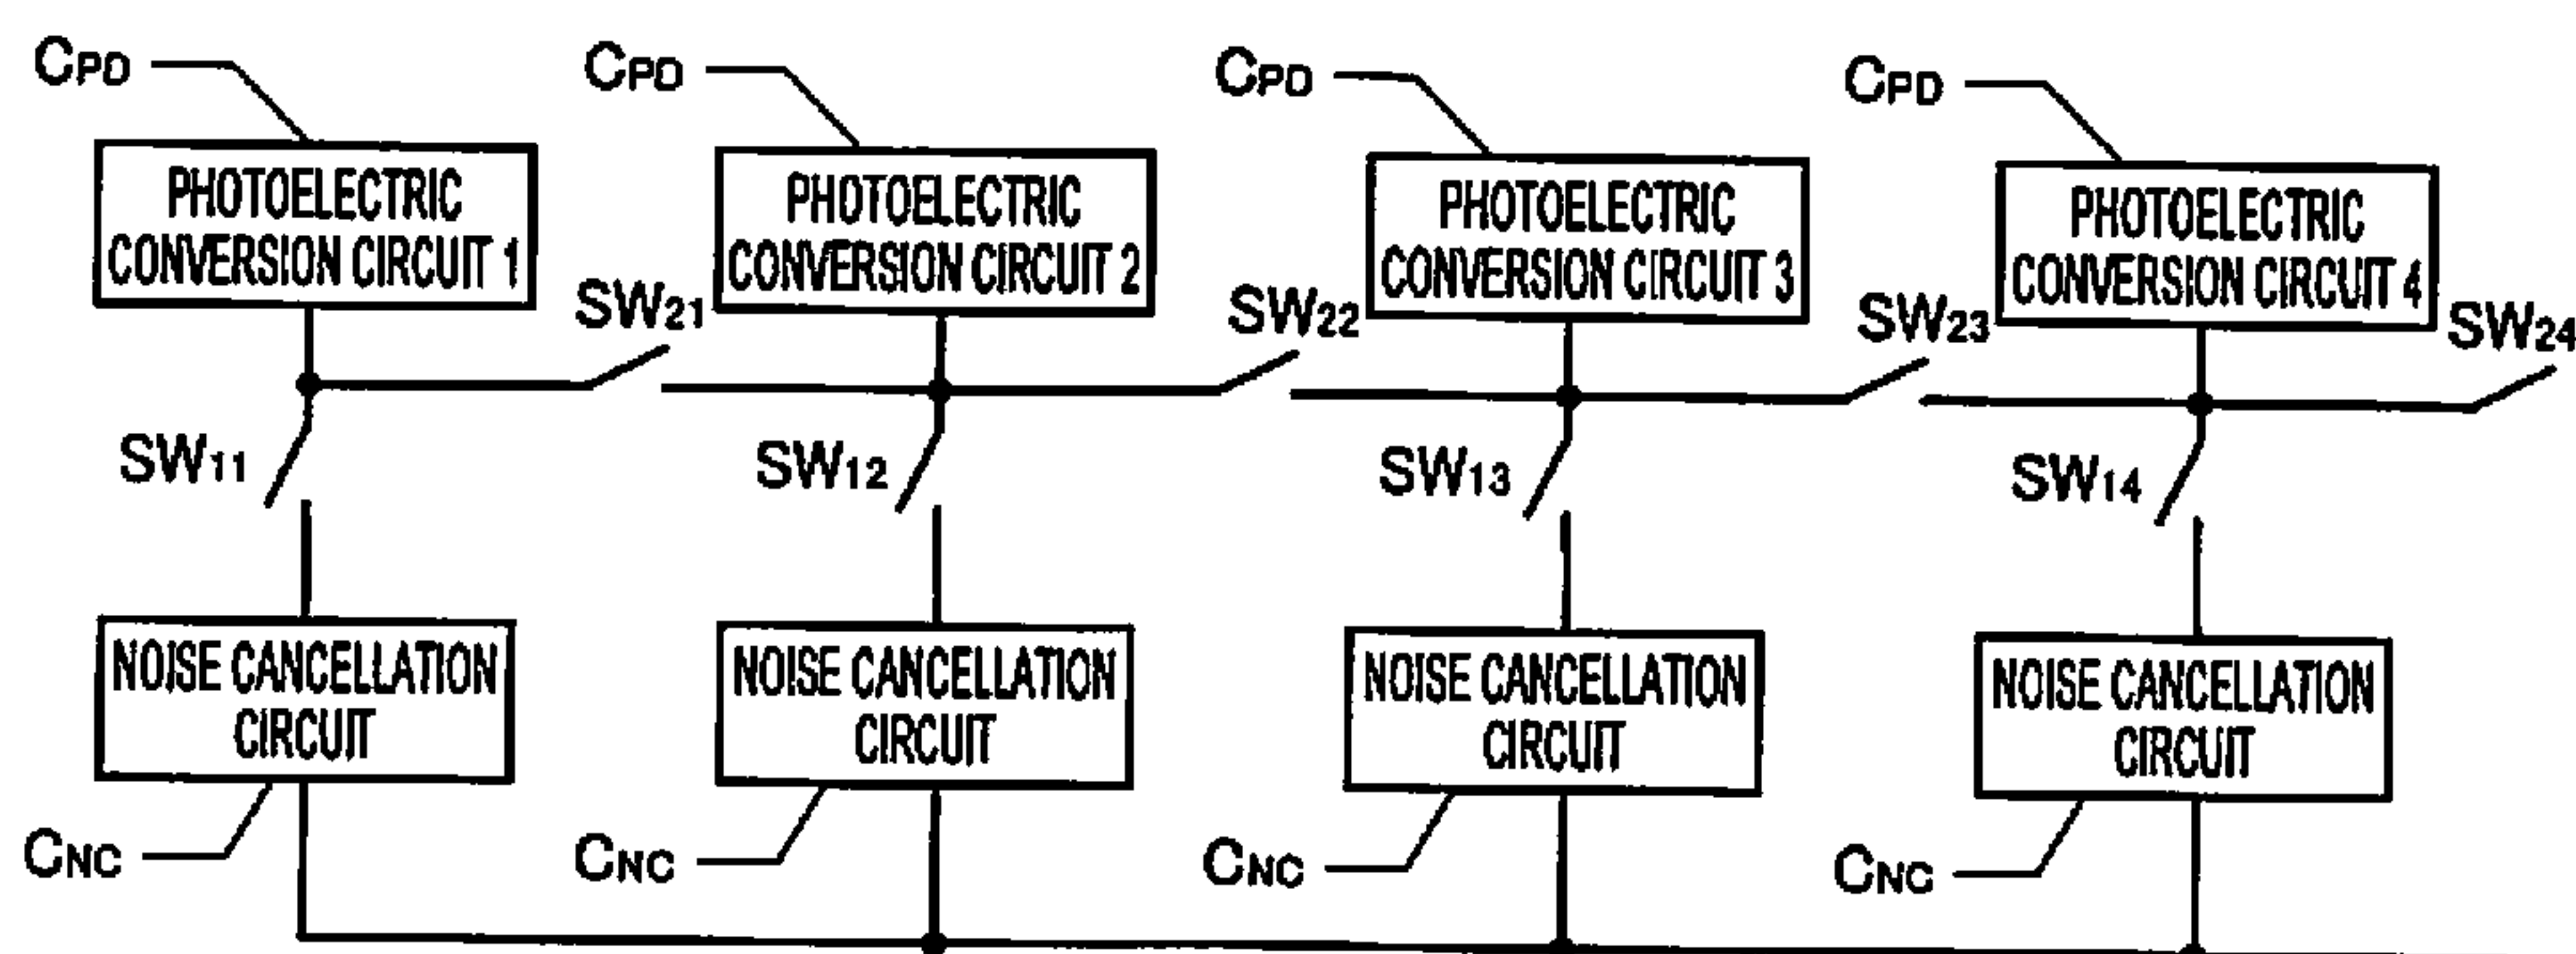 CPD
CPD
CPD
CPD
PHOTOELECTRIC
CONVERSION CIRCUIT 1
PHOTOELECTRIC
CONVERSION CIRCUIT 2
PHOTOELECTRIC
CONVERSION CIRCUIT 3
PHOTOELECTRIC
CONVERSION CIRCUIT 4
SW21
SW22
SW23
SW24
SW11
SW12
SW13
SW14
NOISE CANCELLATION
CIRCUIT
NOISE CANCELLATION
CIRCUIT
NOISE CANCELLATION
CIRCUIT
NOISE CANCELLATION
CIRCUIT
CNC
CNC
CNC
CNC